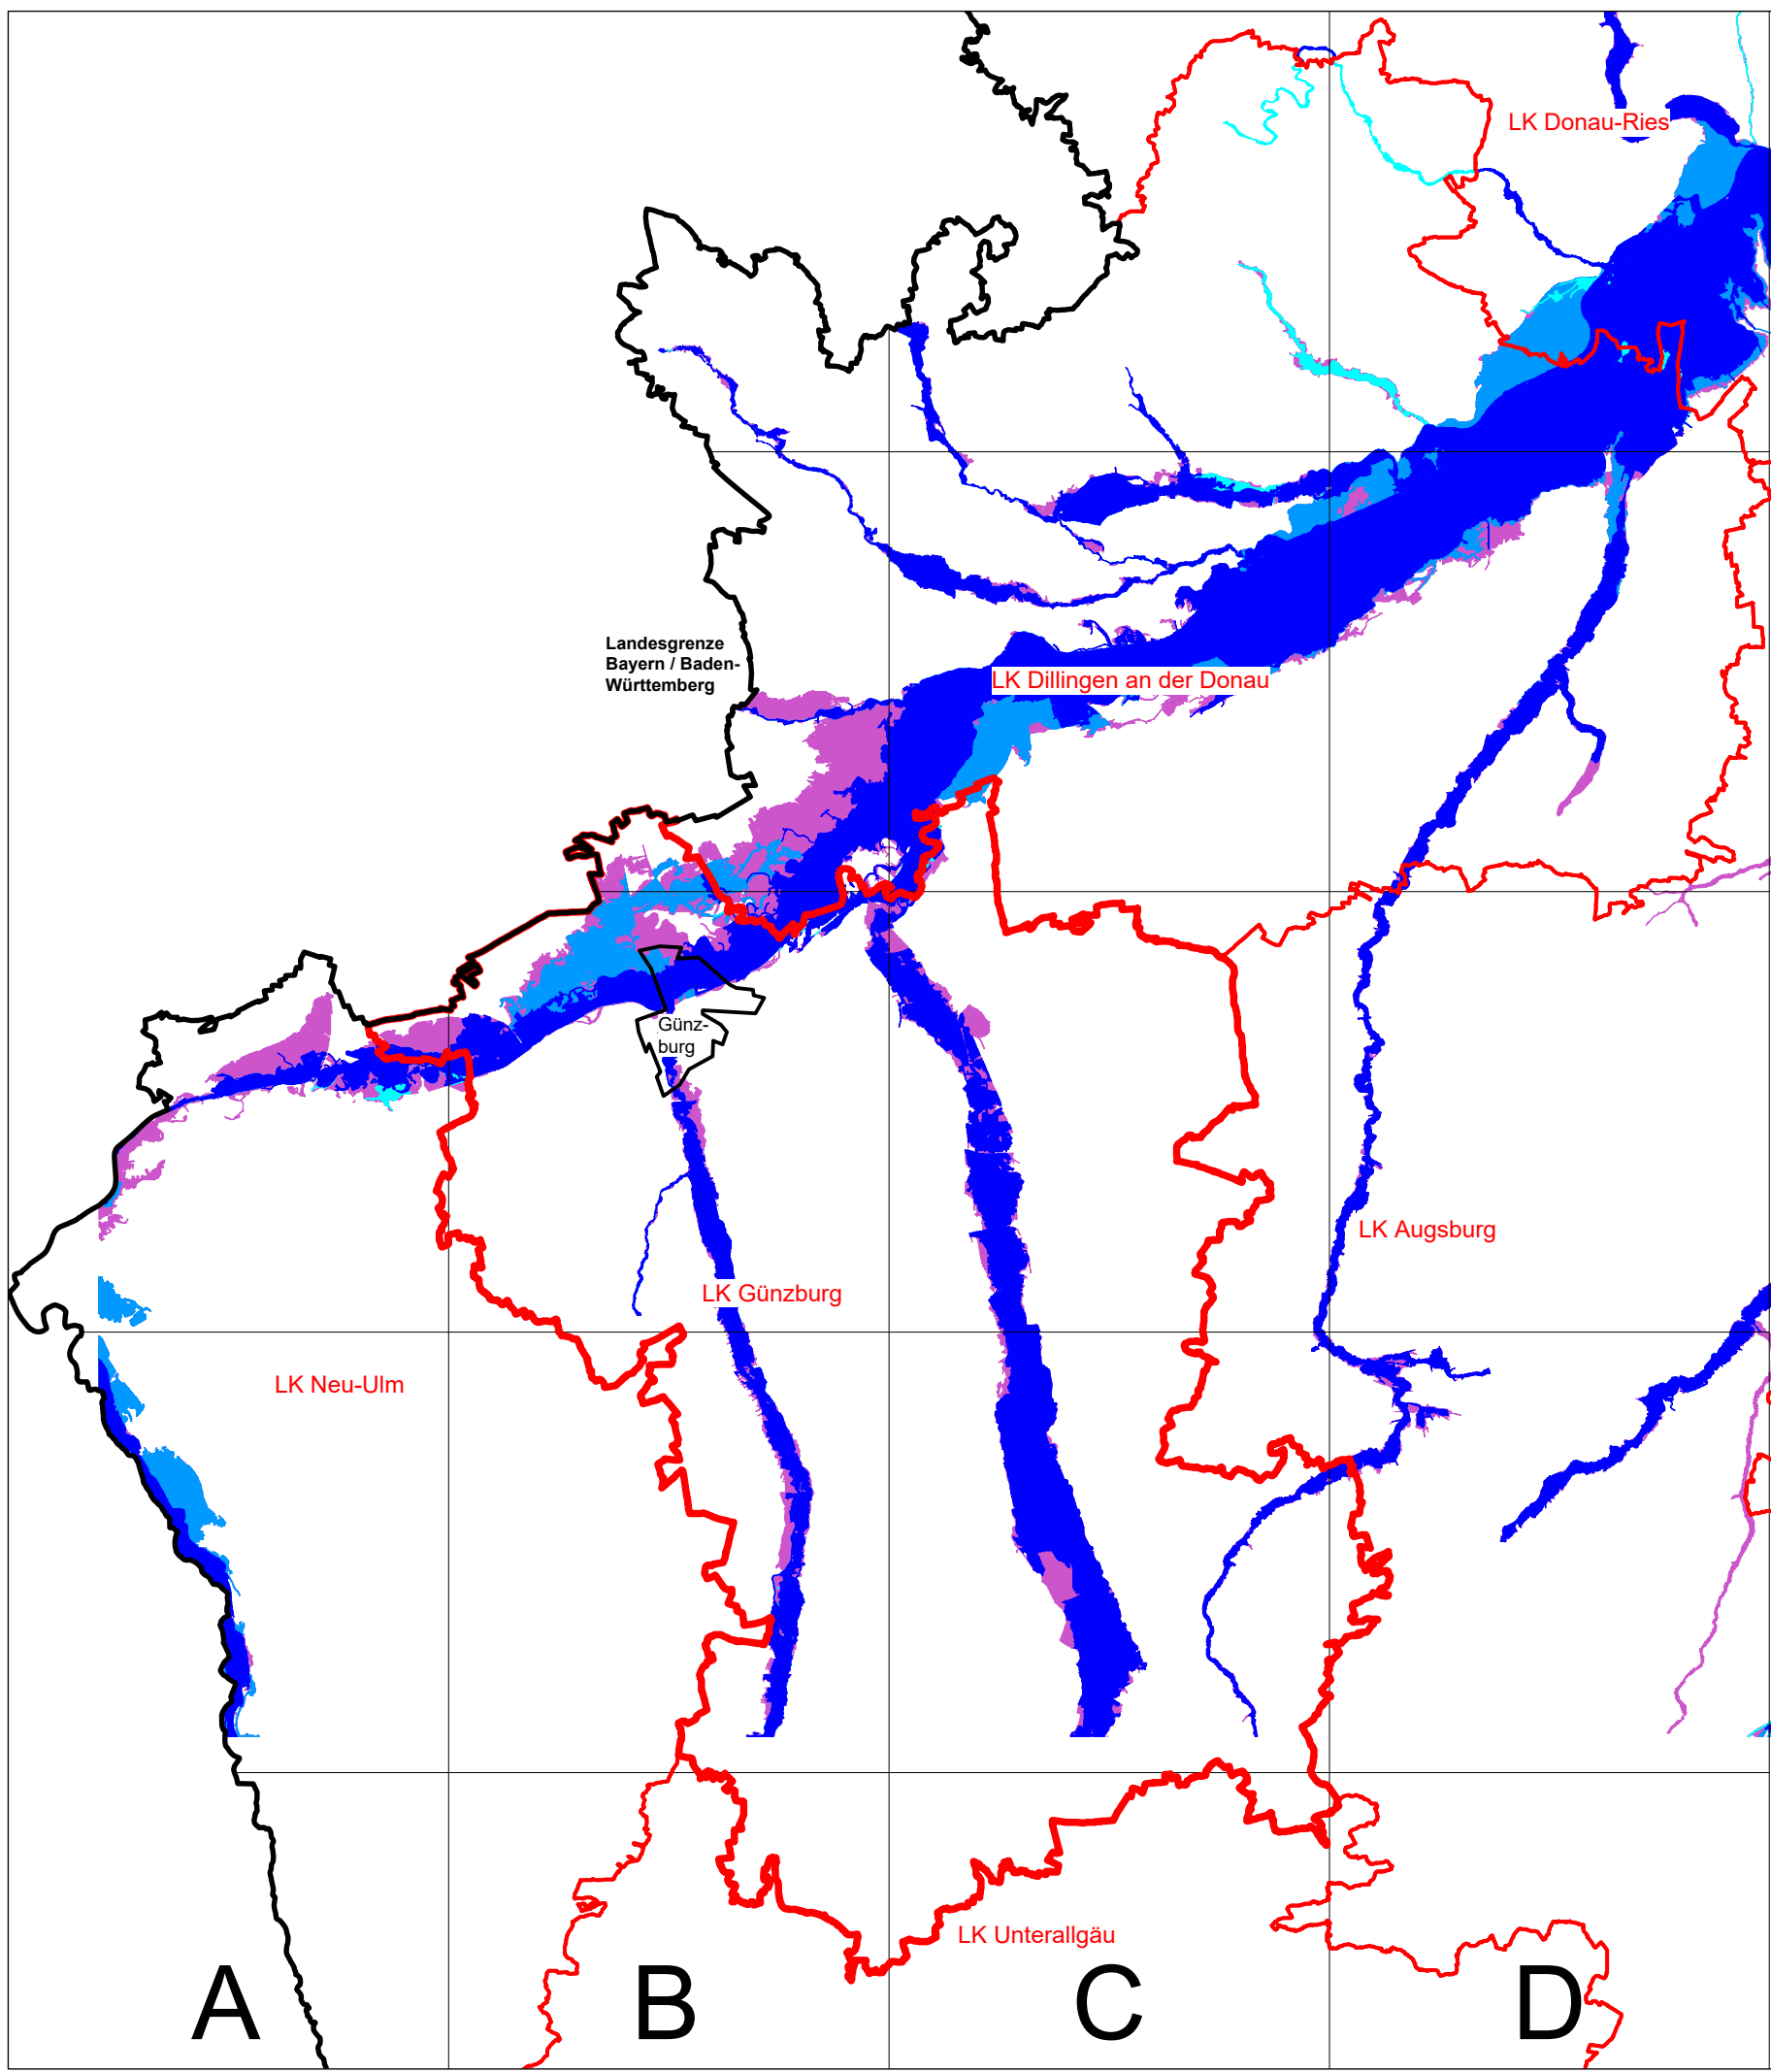 LK Donau-Ries
Landesgrenze
Bayern / Baden-
Württemberg
LK Dillingen an der Donau
Günz-
burg
LK Augsburg
LK Günzburg
LK Neu-Ulm
LK Unterallgäu
A
B
C
D